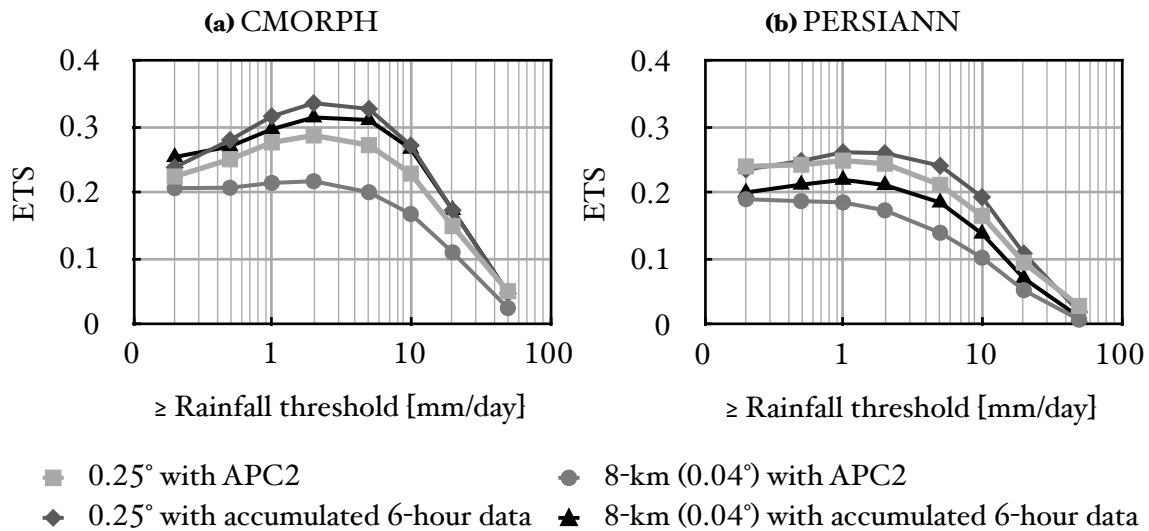 (a) CMORPH
(b) PERSIANN
0.4
0.3
0.2
0.1
0
ETS
0
1
10
100
≥ Rainfall threshold [mm/day]
0.4
0.3
0.2
0.1
0
ETS
0
1
10
100
≥ Rainfall threshold [mm/day]
0.25° with APC2
8-km (0.04°) with APC2
0.25° with accumulated 6-hour data
8-km (0.04°) with accumulated 6-hour data